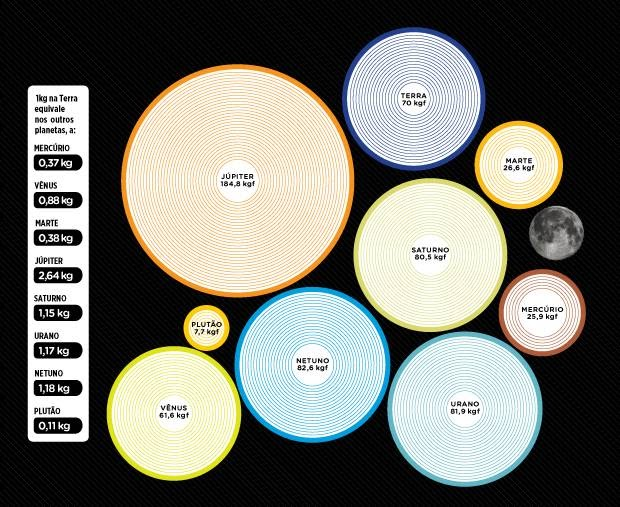 1kg na Terra
equivale
nos outros
planetas, a:
MERCÚRIO
0,37 kg
VÊNUS
0,88 kg
MARTE
0,38 kg
JÚPITER
2,64 kg
SATURNO
1,15 kg
URANO
1,17 kg
NETUNO
1,18 kg
PLUTÃO
0,11 kg
TERRA
70 kgf
JÚPITER
184,8 kgf
MARTE
26,6 kgf
SATURNO
80,5 kgf
MERCÚRIO
25,9 kgf
PLUTÃO
7,7 kgf
NETUNO
82,6 kgf
VÊNUS
61,6 kgf
URANO
81,9 kgf